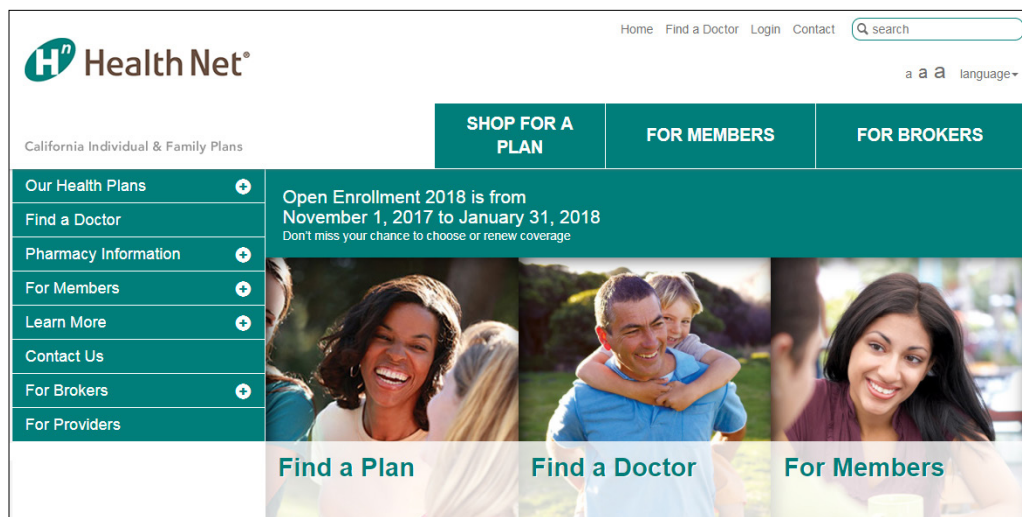 Home Find a Doctor Login Contact search
Hn Health Net®
a a a language
California Individual & Family Plans
SHOP FOR A
PLAN
FOR MEMBERS
FOR BROKERS
Our Health Plans
Find a Doctor
Pharmacy Information
For Members
Learn More
Contact Us
For Brokers
For Providers
Open Enrollment 2018 is from
November 1, 2017 to January 31, 2018
Don't miss your chance to choose or renew coverage
Find a Plan
Find a Doctor
For Members